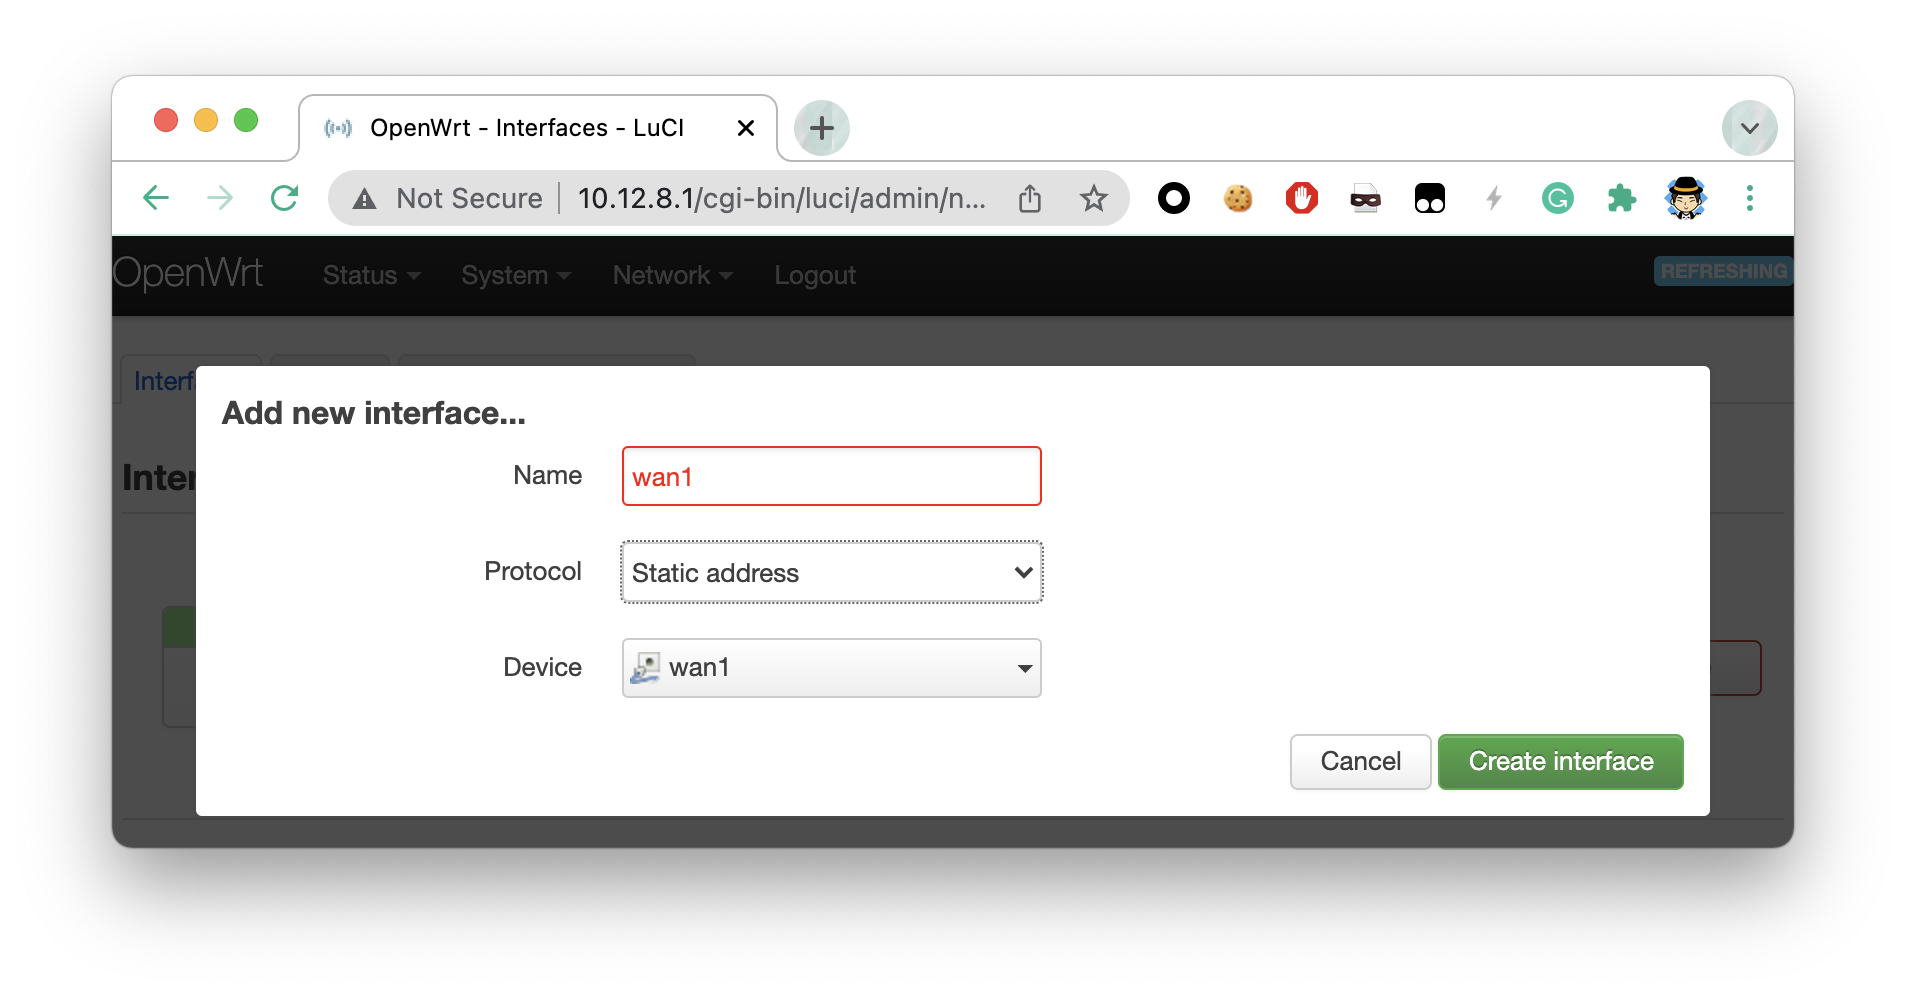 OpenWrt - Interfaces - LuCI
Not Secure 10.12.8.1/cgi-bin/luci/admin/n...
OpenWrt Status System Network Logout REFRESHING
Interf
Add new interface...
Inter
Name wan1
Protocol Static address
Device wan1
Cancel Create interface